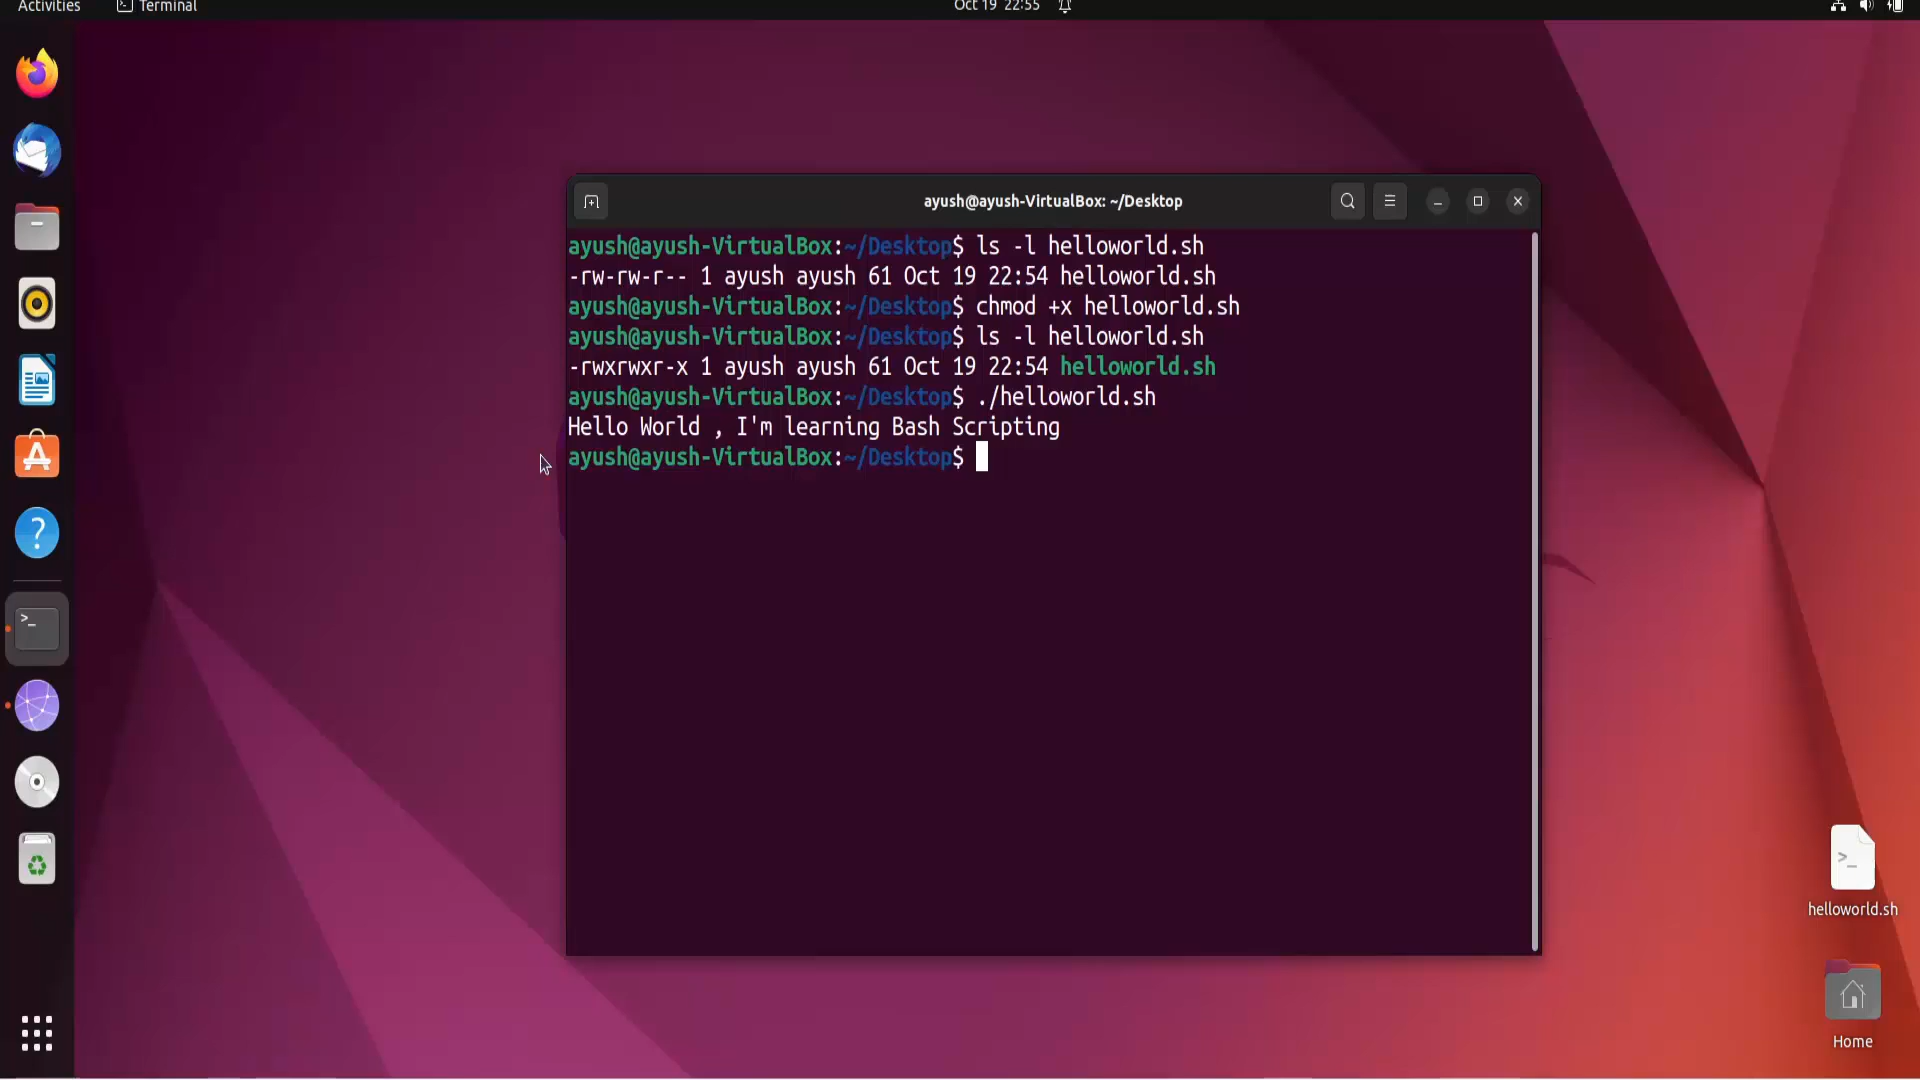 Activities
Terminal
Oct 19 22:55
ayush@ayush-VirtualBox: ~/Desktop
ayush@ayush-VirtualBox:~/Desktop$ ls -l helloworld.sh
-rw-rw-r-- 1 ayush ayush 61 Oct 19 22:54 helloworld.sh
ayush@ayush-VirtualBox:~/Desktop$ chmod +x helloworld.sh
ayush@ayush-VirtualBox:~/Desktop$ ls -l helloworld.sh
-rwxrwxr-x 1 ayush ayush 61 Oct 19 22:54 helloworld.sh
ayush@ayush-VirtualBox:~/Desktop$ ./helloworld.sh
Hello World , I'm learning Bash Scripting
ayush@ayush-VirtualBox:~/Desktop$
helloworld.sh
Home